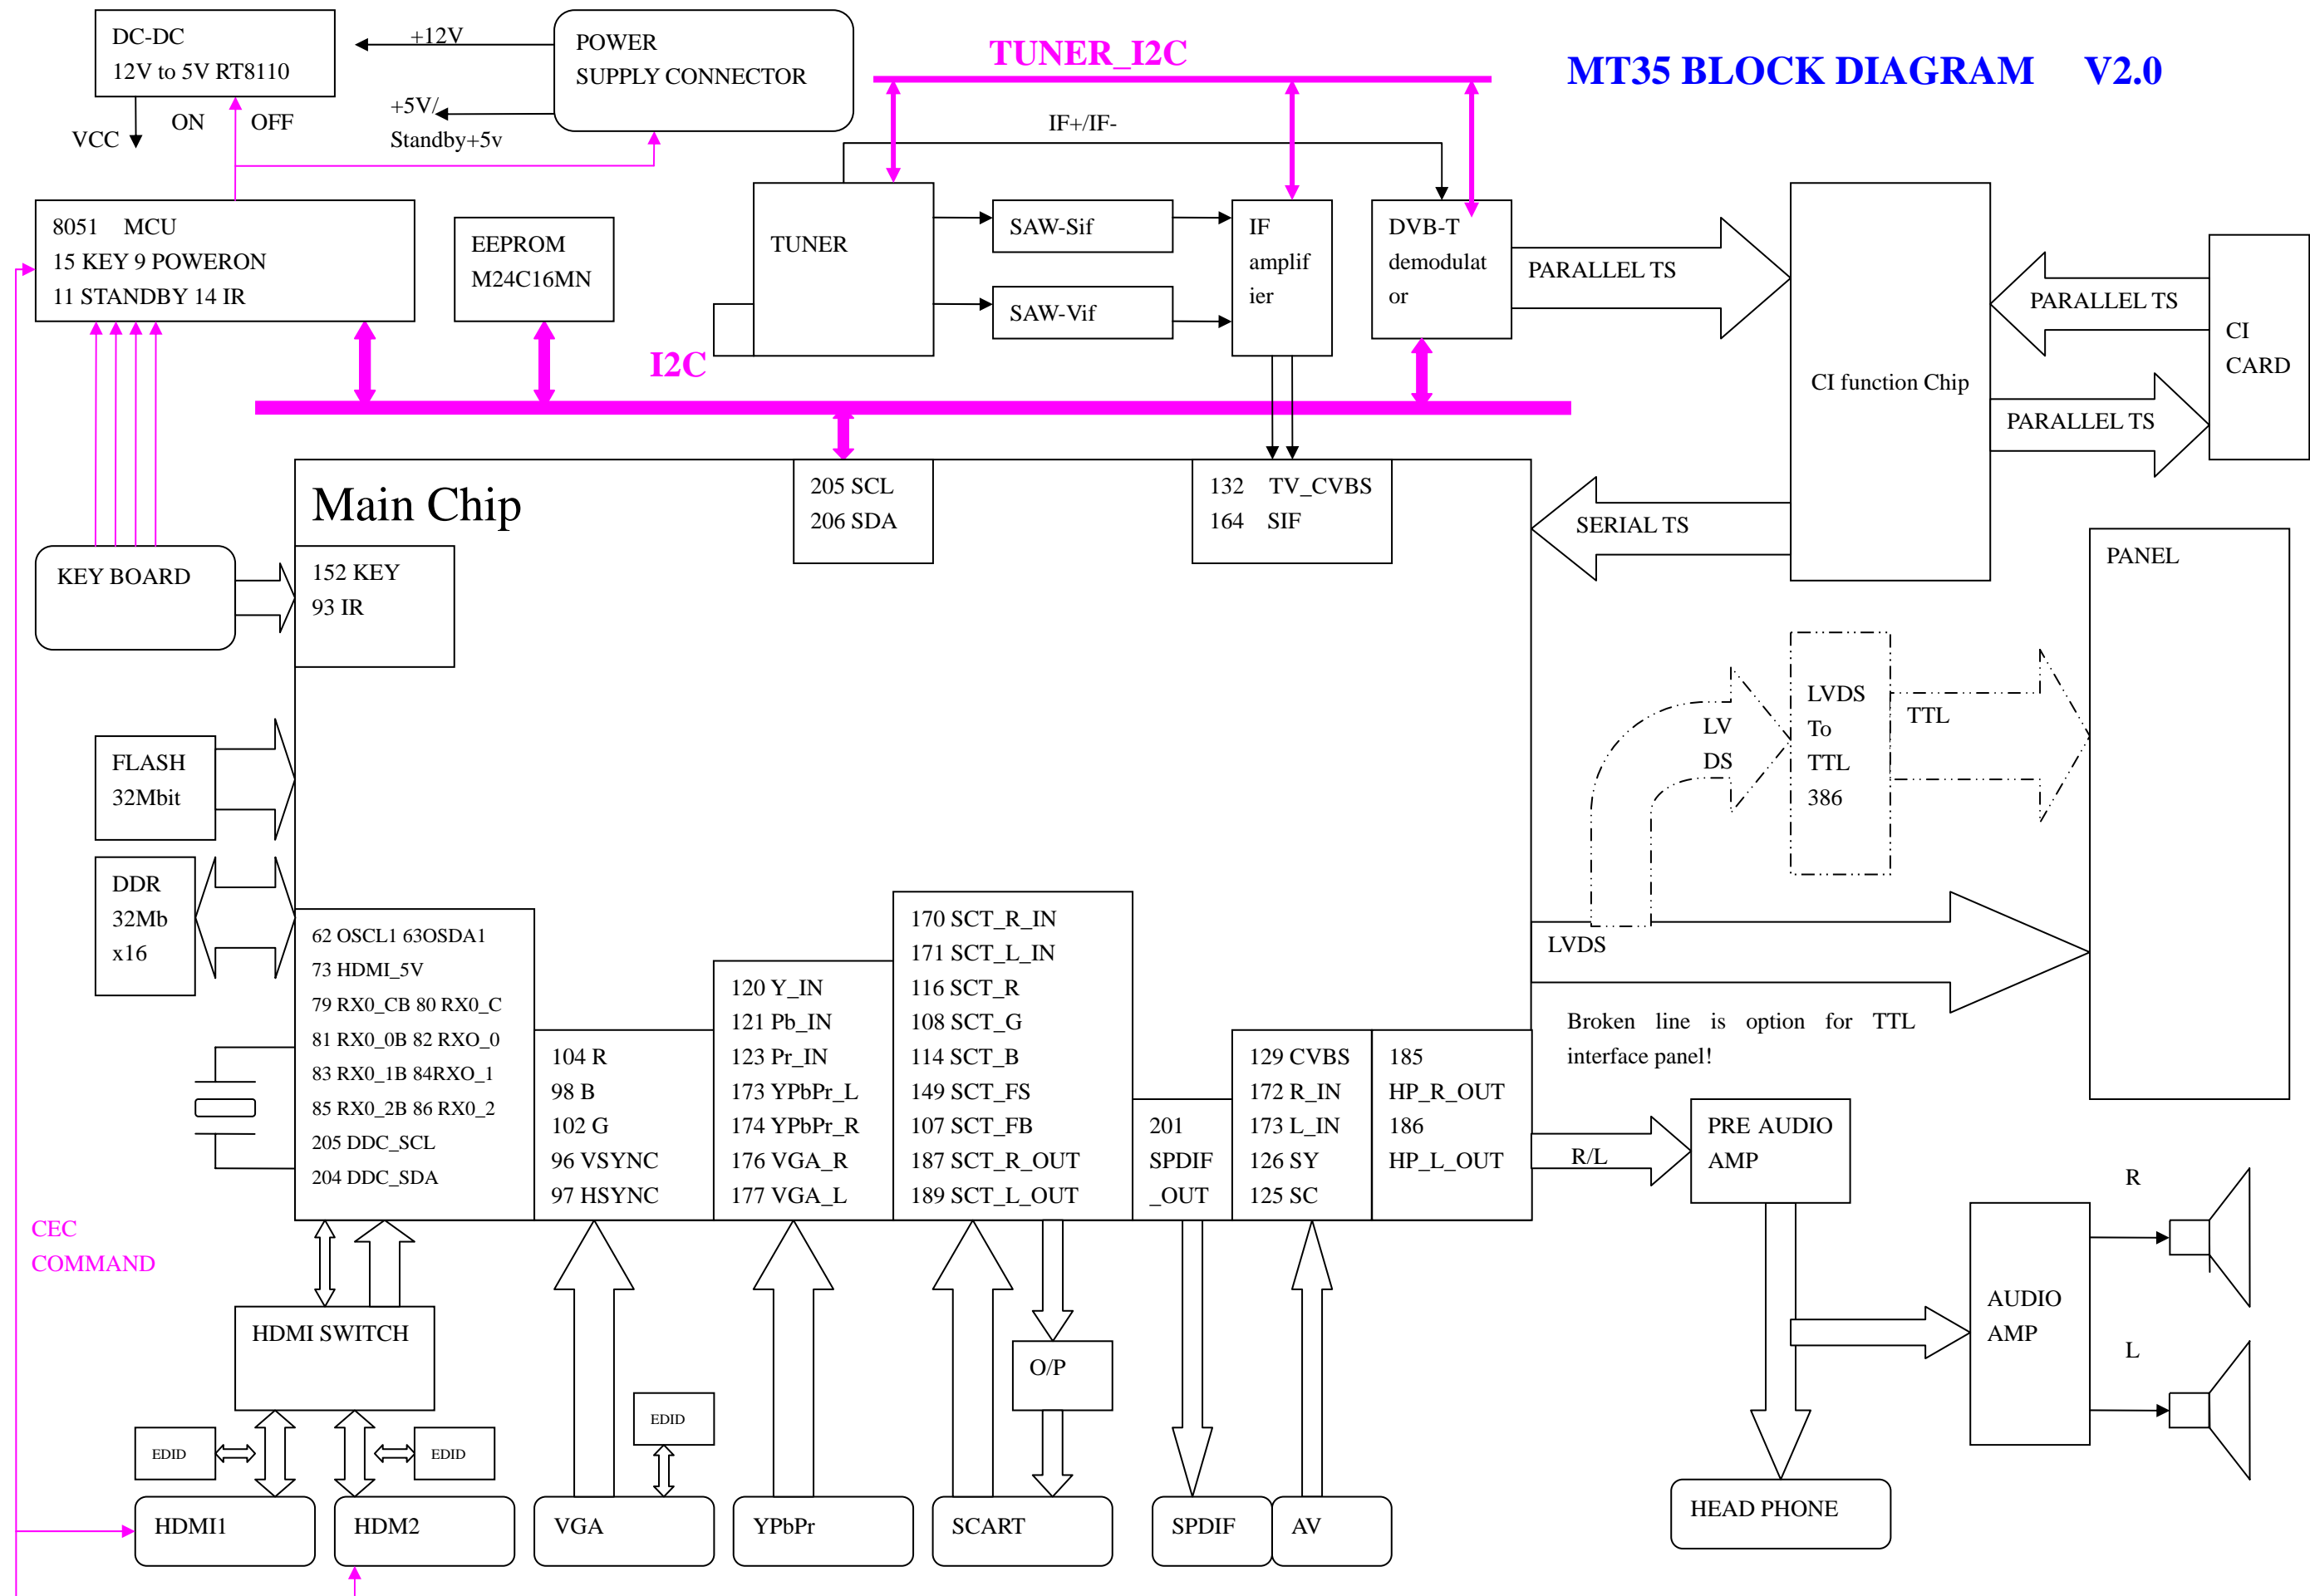 MT35 BLOCK DIAGRAM V2.0
DC-DC
12V to 5V RT8110
+12V
POWER
SUPPLY CONNECTOR
+5V/
Standby+5v
VCC
ON
OFF
TUNER_I2C
IF+/IF-
8051 MCU
15 KEY 9 POWERON
11 STANDBY 14 IR
EEPROM
M24C16MN
TUNER
SAW-Sif
SAW-Vif
IF
amplif
ier
DVB-T
demodulat
or
PARALLEL TS
CI function Chip
PARALLEL TS
PARALLEL TS
CI
CARD
I2C
Main Chip
205 SCL
206 SDA
132 TV_CVBS
164 SIF
SERIAL TS
KEY BOARD
152 KEY
93 IR
PANEL
FLASH
32Mbit
DDR
32Mb
x16
LV
DS
LVDS
To
TTL
386
TTL
LVDS
Broken line is option for TTL
interface panel!
62 OSCL1 63OSDA1
73 HDMI_5V
79 RX0_CB 80 RX0_C
81 RX0_0B 82 RXO_0
83 RX0_1B 84RXO_1
85 RX0_2B 86 RX0_2
205 DDC_SCL
204 DDC_SDA
104 R
98 B
102 G
96 VSYNC
97 HSYNC
120 Y_IN
121 Pb_IN
123 Pr_IN
173 YPbPr_L
174 YPbPr_R
176 VGA_R
177 VGA_L
170 SCT_R_IN
171 SCT_L_IN
116 SCT_R
108 SCT_G
114 SCT_B
149 SCT_FS
107 SCT_FB
187 SCT_R_OUT
189 SCT_L_OUT
201
SPDIF
_OUT
129 CVBS
172 R_IN
173 L_IN
126 SY
125 SC
185
HP_R_OUT
186
HP_L_OUT
R/L
PRE AUDIO
AMP
AUDIO
AMP
R
L
CEC
COMMAND
HDMI SWITCH
O/P
EDID
EDID
EDID
HDMI1
HDM2
VGA
YPbPr
SCART
SPDIF
AV
HEAD PHONE